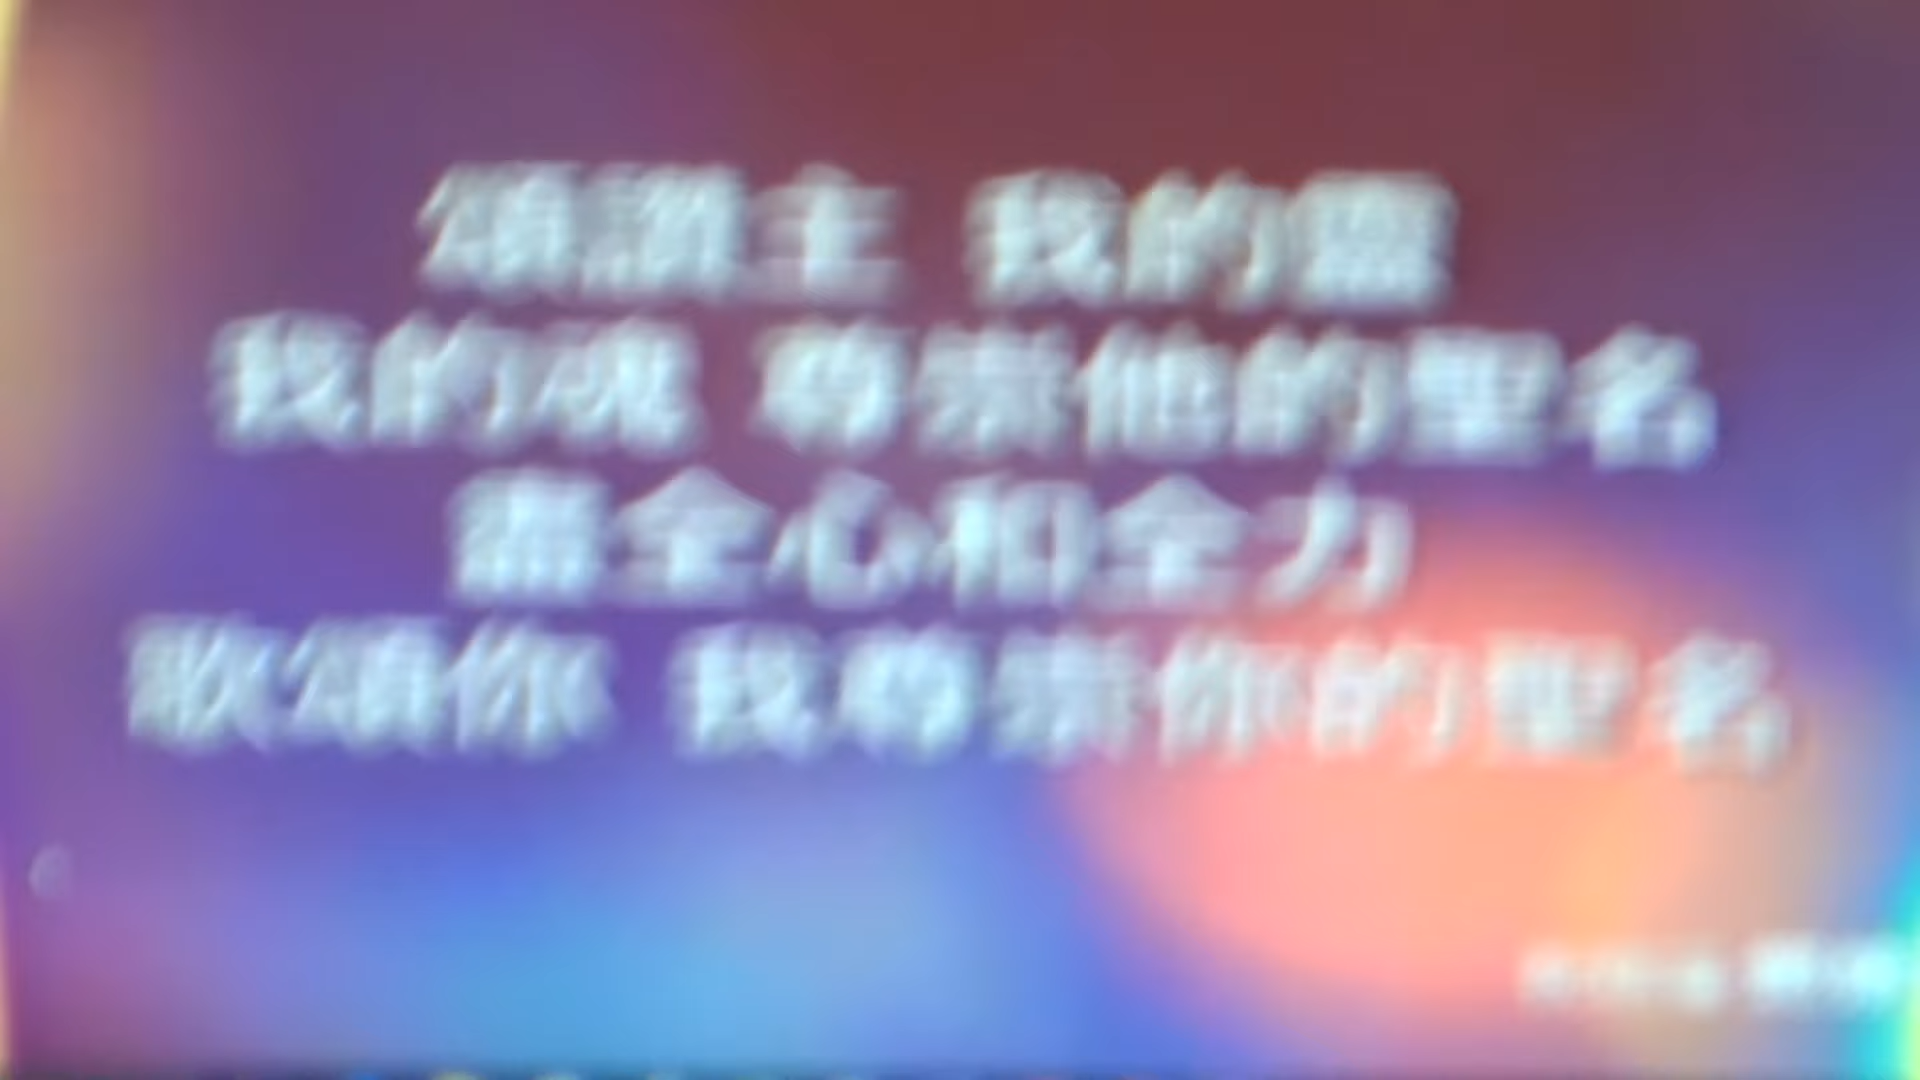 頌讚主 我的靈
我的魂 尊崇他的聖名
盡全心和全力
歌頌你 我尊崇你的聖名